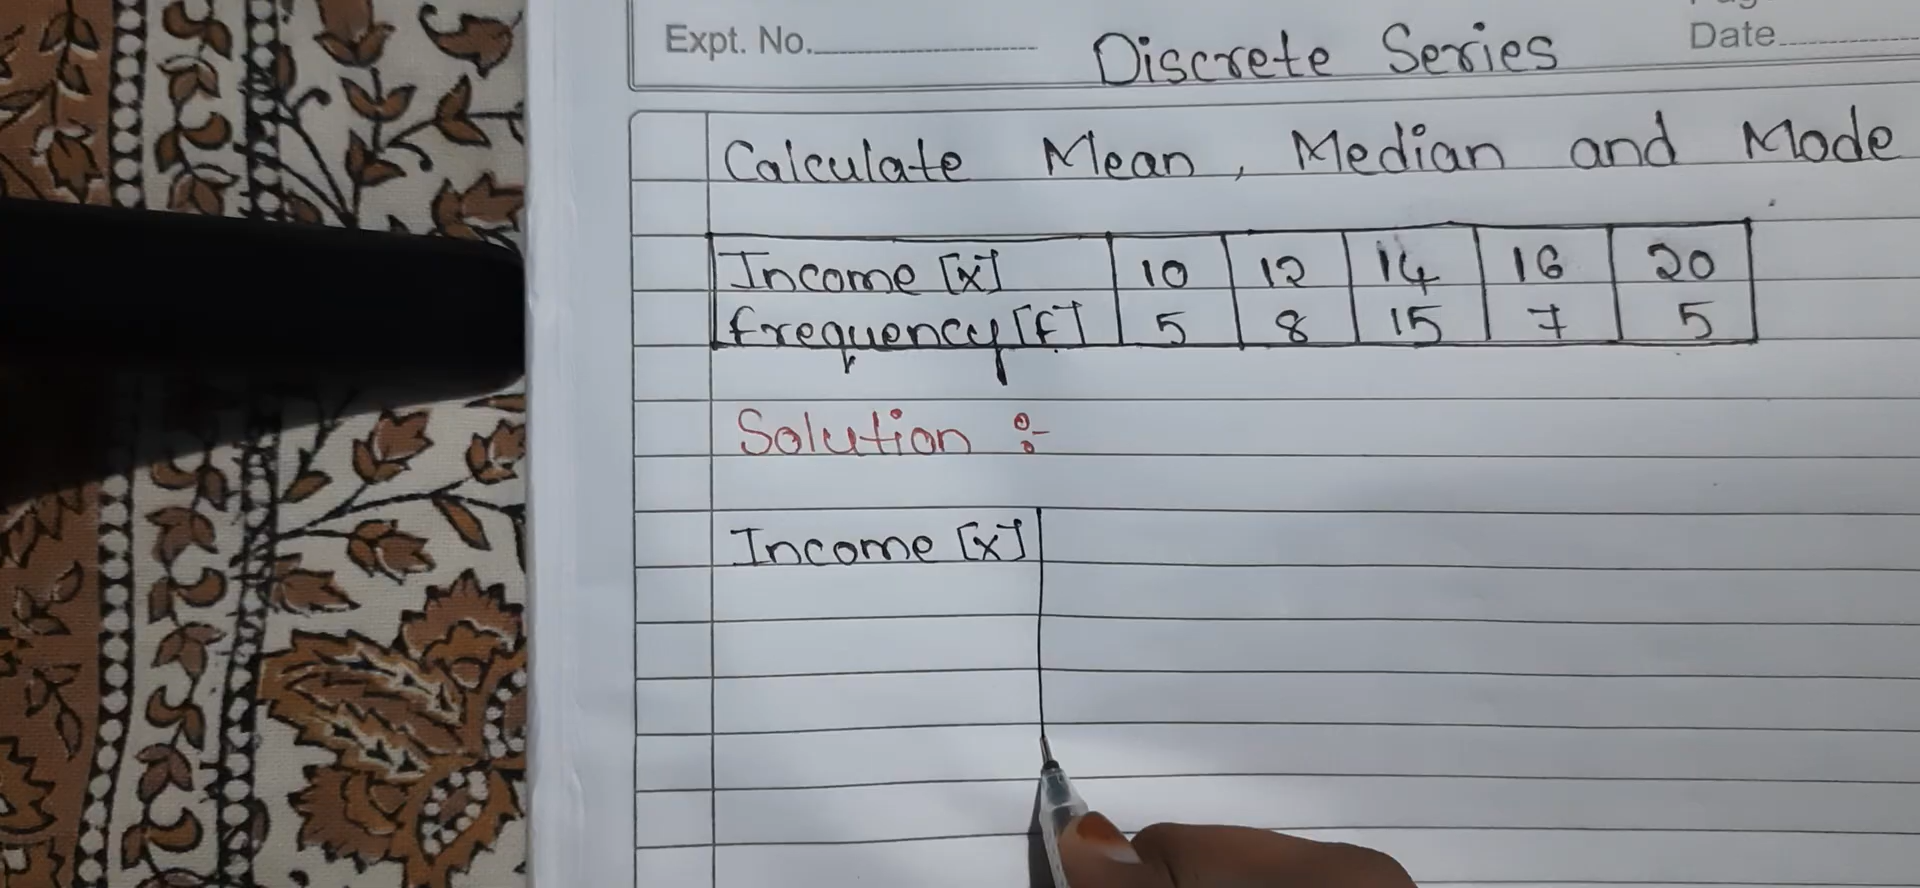 Expt. No.
Date
Discrete Series
Calculate Mean, Median and Mode
Income [x] 10 12 14 16 20
frequency [f] 5 8 15 7 5
Solution :-
Income [x]